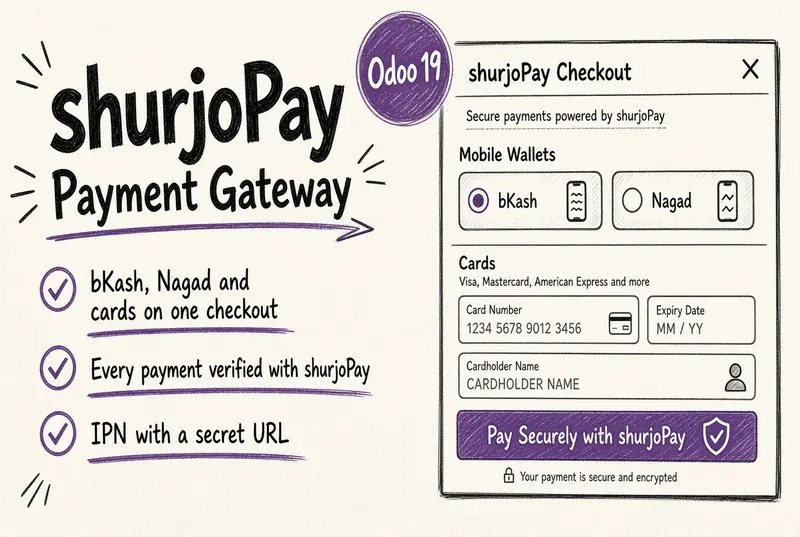 shurjoPay
Payment Gateway
bKash, Nagad and
cards on one checkout
Every payment verified with shurjoPay
IPN with a secret URL
Odoo 19
shurjoPay Checkout
Secure payments powered by shurjoPay
Mobile Wallets
bKash
Nagad
Cards
Visa, Mastercard, American Express and more
Card Number
1234 5678 9012 3456
Expiry Date
MM / YY
Cardholder Name
CARDHOLDER NAME
Pay Securely with shurjoPay
Your payment is secure and encrypted